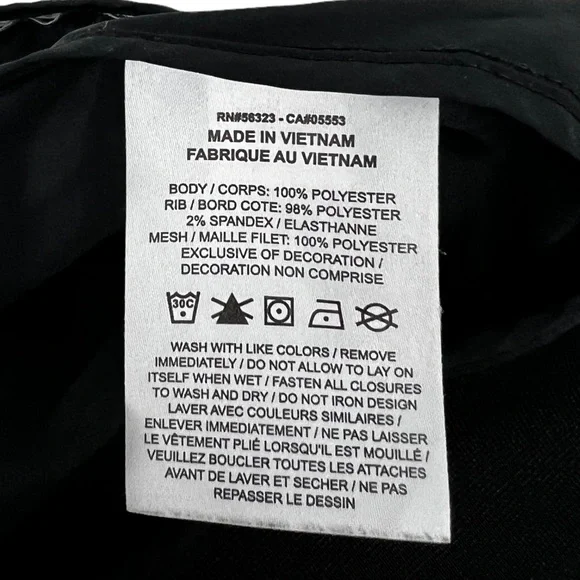 RN#56323 - CA#05553
MADE IN VIETNAM
FABRIQUE AU VIETNAM
BODY / CORPS: 100% POLYESTER
RIB / BORD COTE: 98% POLYESTER
2% SPANDEX / ELASTHANNE
MESH / MAILLE FILET: 100% POLYESTER
EXCLUSIVE OF DECORATION /
DECORATION NON COMPRISE
30C
WASH WITH LIKE COLORS / REMOVE
IMMEDIATELY / DO NOT ALLOW TO LAY ON
ITSELF WHEN WET / FASTEN ALL CLOSURES
TO WASH AND DRY / DO NOT IRON DESIGN
LAVER AVEC COULEURS SIMILAIRES /
ENLEVER IMMEDIATEMENT / NE PAS LAISSER
LE VÊTEMENT PLIÉ LORSQU'IL EST MOUILLÉ /
VEUILLEZ BOUCLER TOUTES LES ATTACHES
AVANT DE LAVER ET SECHER / NE PAS
REPASSER LE DESSIN